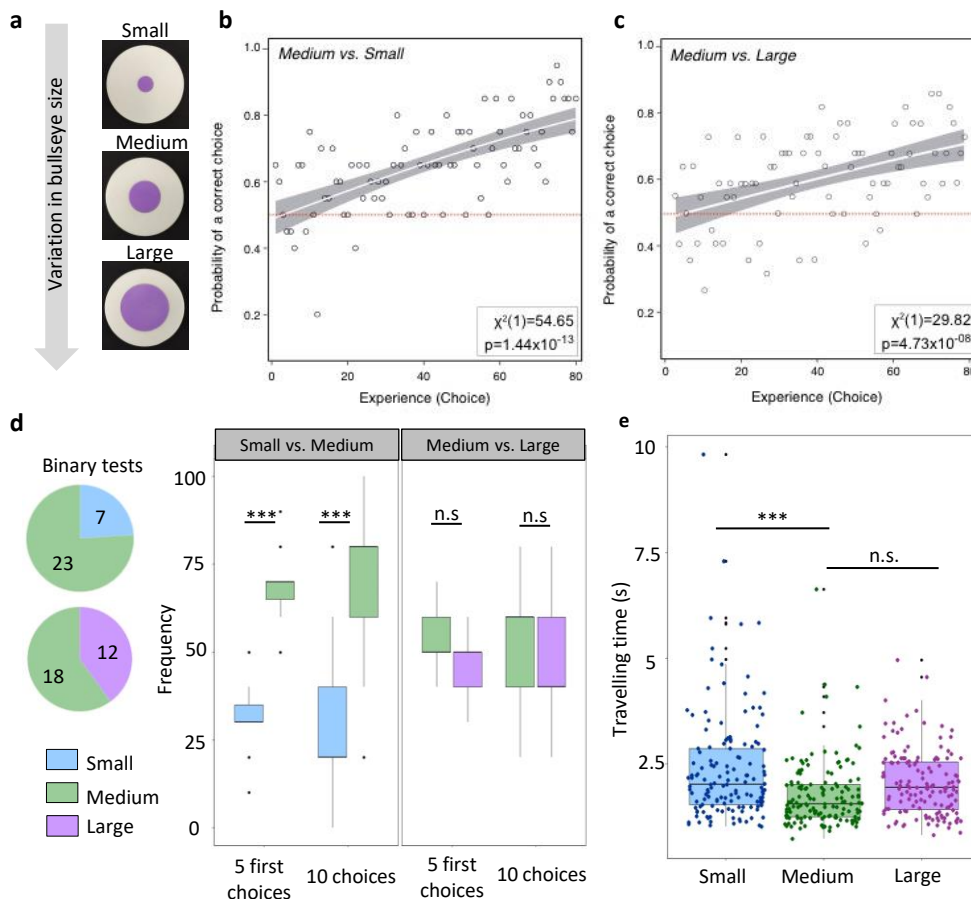 a
Small
Medium
Large
Variation in bullseye size
b
Medium vs. Small
1.0
0.8
0.6
0.4
0.2
Probability of a correct choice
χ²(1)=54.65
p=1.44x10⁻¹³
0 20 40 60 80
Experience (Choice)
c
Medium vs. Large
1.0
0.8
0.6
0.4
0.2
Probability of a correct choice
χ²(1)=29.82
p=4.73x10⁻⁰⁸
0 20 40 60 80
Experience (Choice)
d
Binary tests
7
23
12
18
Small
Medium
Large
Small vs. Medium
Medium vs. Large
100
75
50
25
0
Frequency
***
***
n.s
n.s
5 first
choices
10 choices
5 first
choices
10 choices
e
10
7.5
5
2.5
Travelling time (s)
***
n.s.
Small
Medium
Large